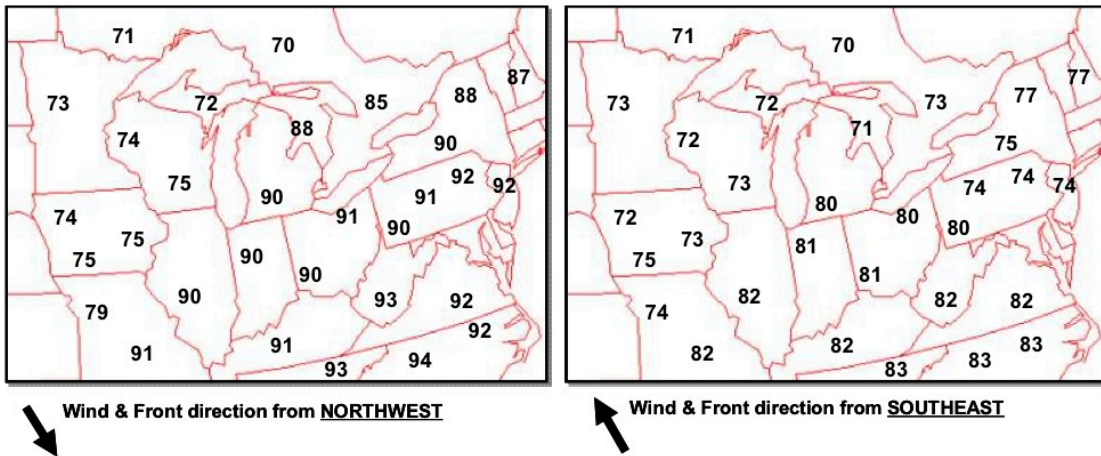 71 70
87
73 72 85 88
88
74 90
75 92
90 91 92
74 91
75 90
75 90
90
90 93 92
79 92
91 91 94
93
Wind & Front direction from NORTHWEST
71 70
77
73 72 73 77
71
72 75
73 74
80 74 74
72 80
73 81 80
75
82 81
82 82
74 83
82 82 83
83
Wind & Front direction from SOUTHEAST